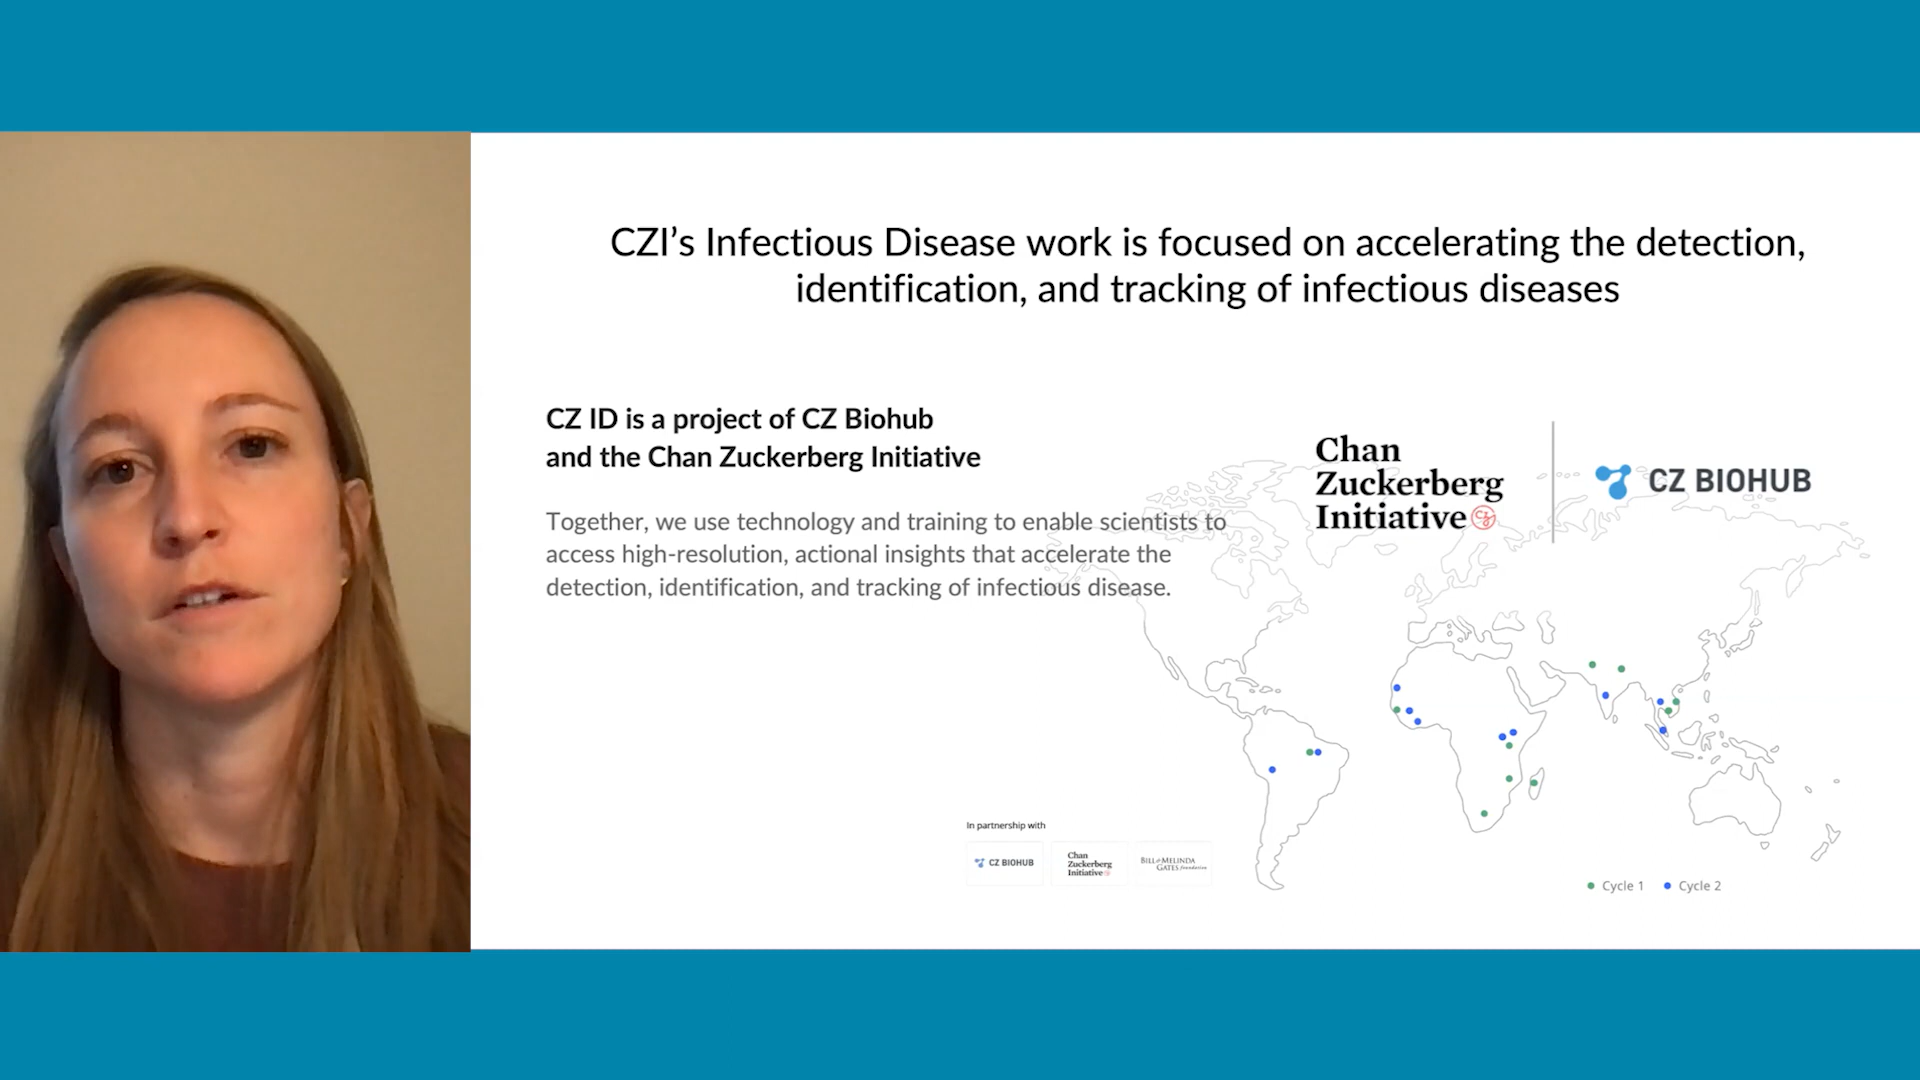 CZI’s Infectious Disease work is focused on accelerating the detection,
identification, and tracking of infectious diseases
CZ ID is a project of CZ Biohub
and the Chan Zuckerberg Initiative
Together, we use technology and training to enable scientists to
access high-resolution, actional insights that accelerate the
detection, identification, and tracking of infectious disease.
Chan
Zuckerberg
Initiative
CZ BIOHUB
In partnership with
CZ BIOHUB
Chan
Zuckerberg
Initiative
BILL & MELINDA
GATES foundation
Cycle 1
Cycle 2